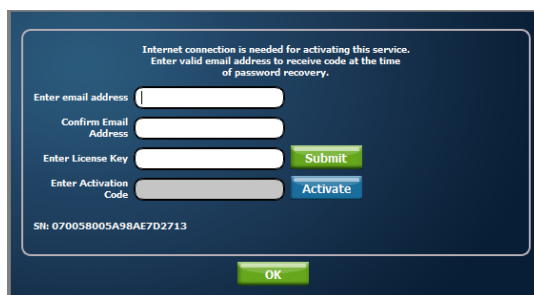 Internet connection is needed for activating this service.
Enter valid email address to receive code at the time
of password recovery.
Enter email address
Confirm Email
Address
Enter License Key
Submit
Enter Activation
Code
Activate
SN: 070058005A98AE7D2713
OK